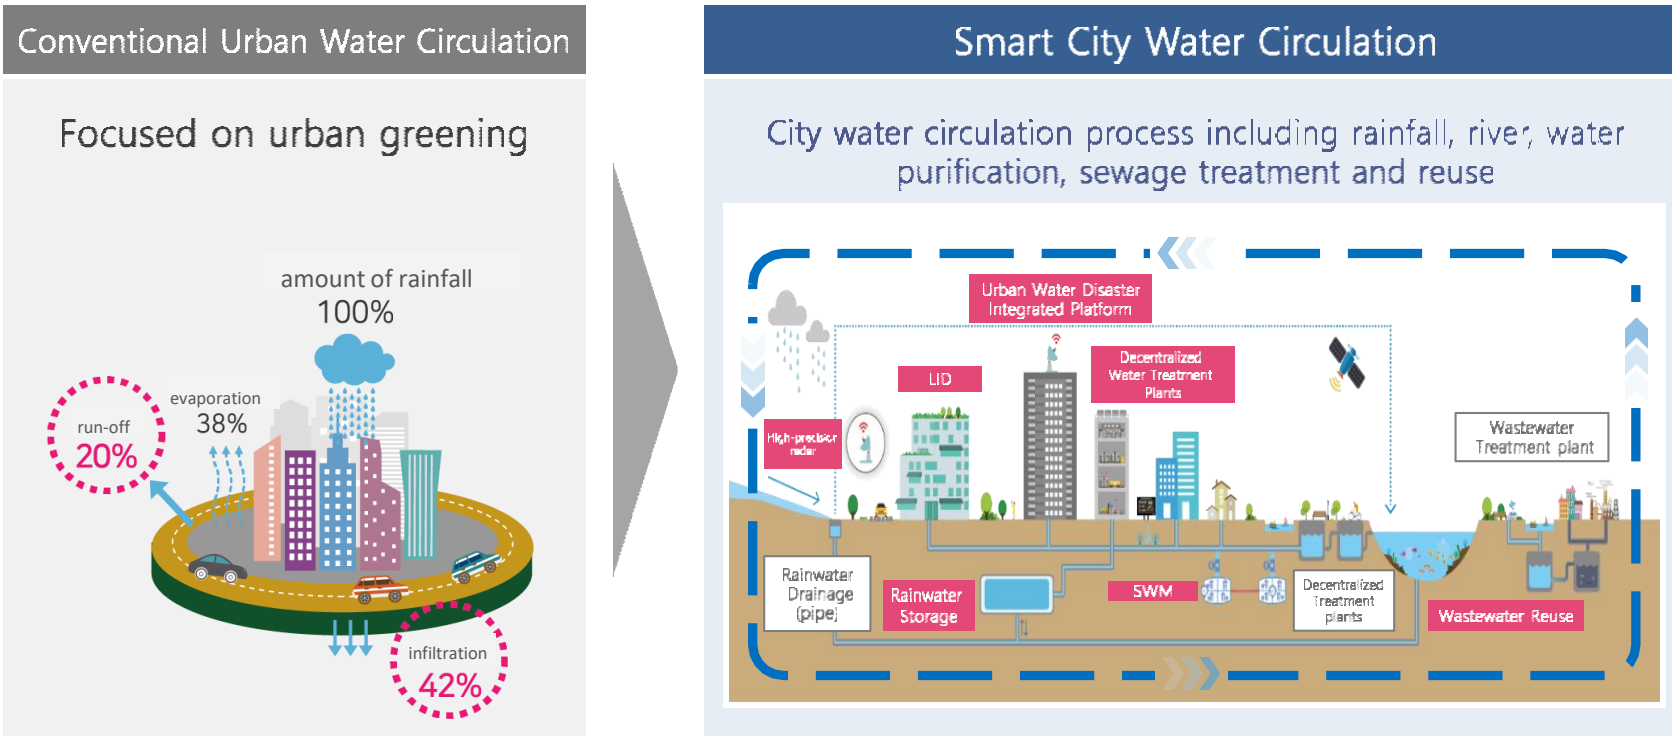 Conventional Urban Water Circulation
Focused on urban greening
amount of rainfall
100%
evaporation
38%
run-off
20%
infiltration
42%
Smart City Water Circulation
City water circulation process including rainfall, river, water
purification, sewage treatment and reuse
Urban Water Disaster
Integrated Platform
LID
Decentralized
Water Treatment
Plants
High-precision
radar
Wastewater
Treatment plant
Rainwater
Drainage
(pipe)
Rainwater
Storage
SWM
Decentralized
Treatment
plants
Wastewater Reuse